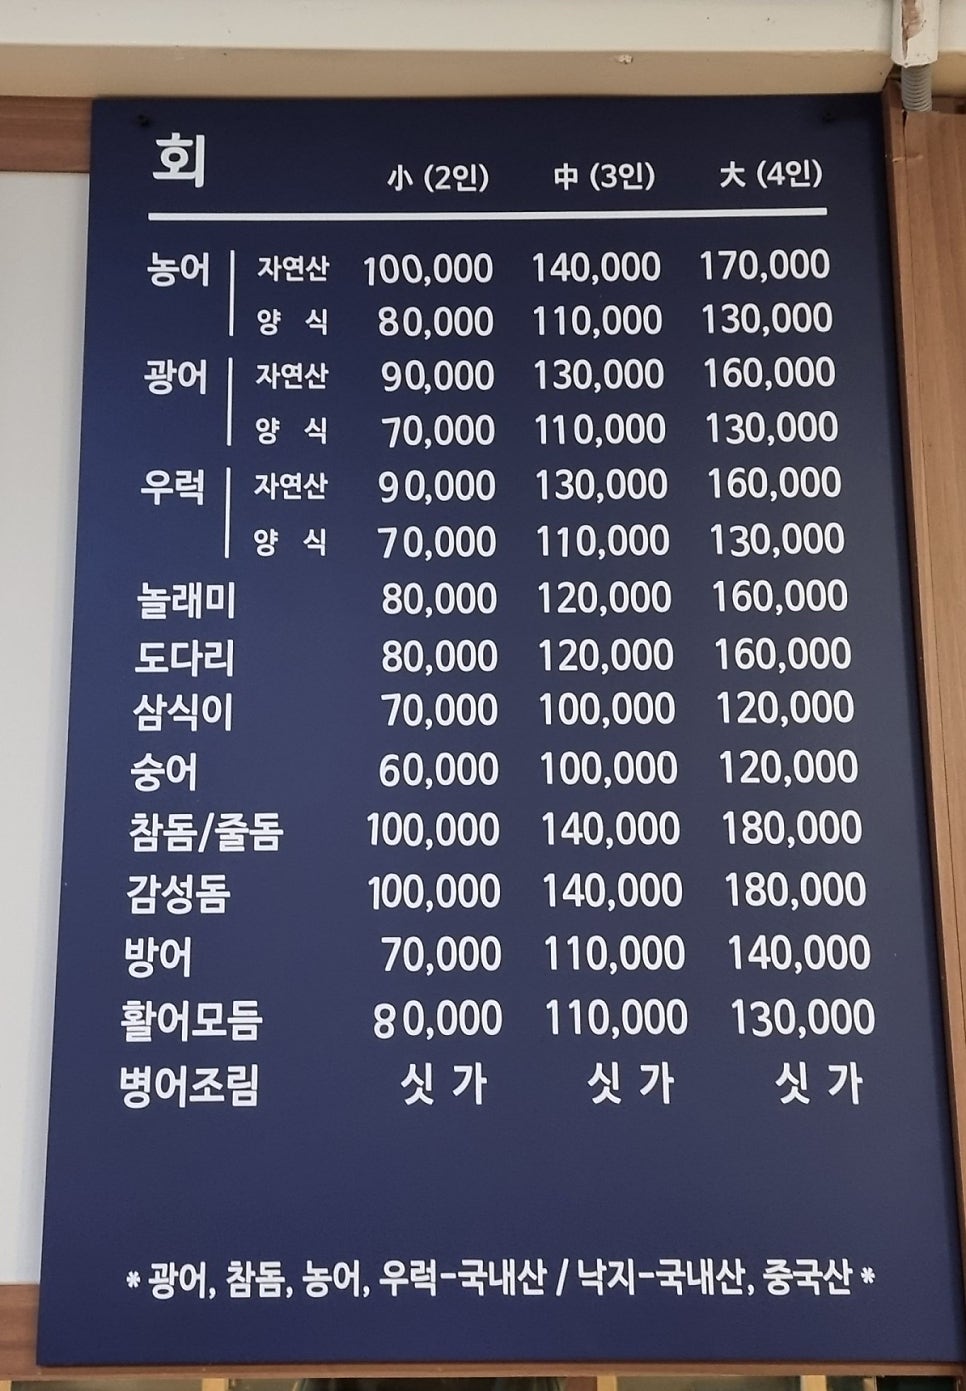 회 小 (2인) 中 (3인) 大 (4인)
농어 자연산 100,000 140,000 170,000
양 식 80,000 110,000 130,000
광어 자연산 90,000 130,000 160,000
양 식 70,000 110,000 130,000
우럭 자연산 90,000 130,000 160,000
양 식 70,000 110,000 130,000
놀래미 80,000 120,000 160,000
도다리 80,000 120,000 160,000
삼식이 70,000 100,000 120,000
숭어 60,000 100,000 120,000
참돔/줄돔 100,000 140,000 180,000
감성돔 100,000 140,000 180,000
방어 70,000 110,000 140,000
활어모듬 80,000 110,000 130,000
병어조림 싯 가 싯 가 싯 가
* 광어, 참돔, 농어, 우럭-국내산 / 낙지-국내산, 중국산 *